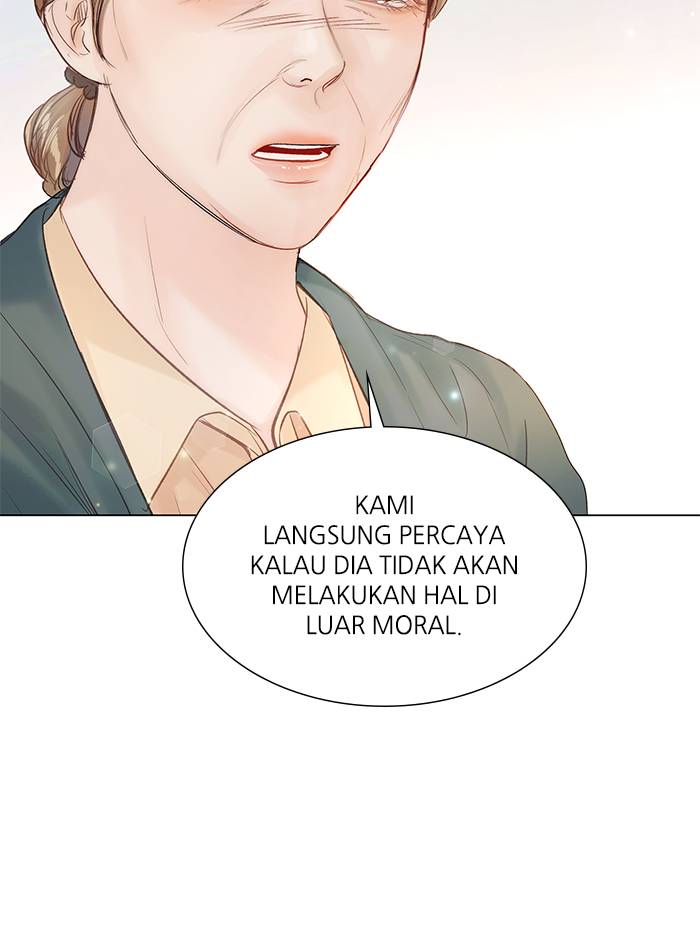 KAMI
LANGSUNG PERCAYA
KALAU DIA TIDAK AKAN
MELAKUKAN HAL DI
LUAR MORAL.